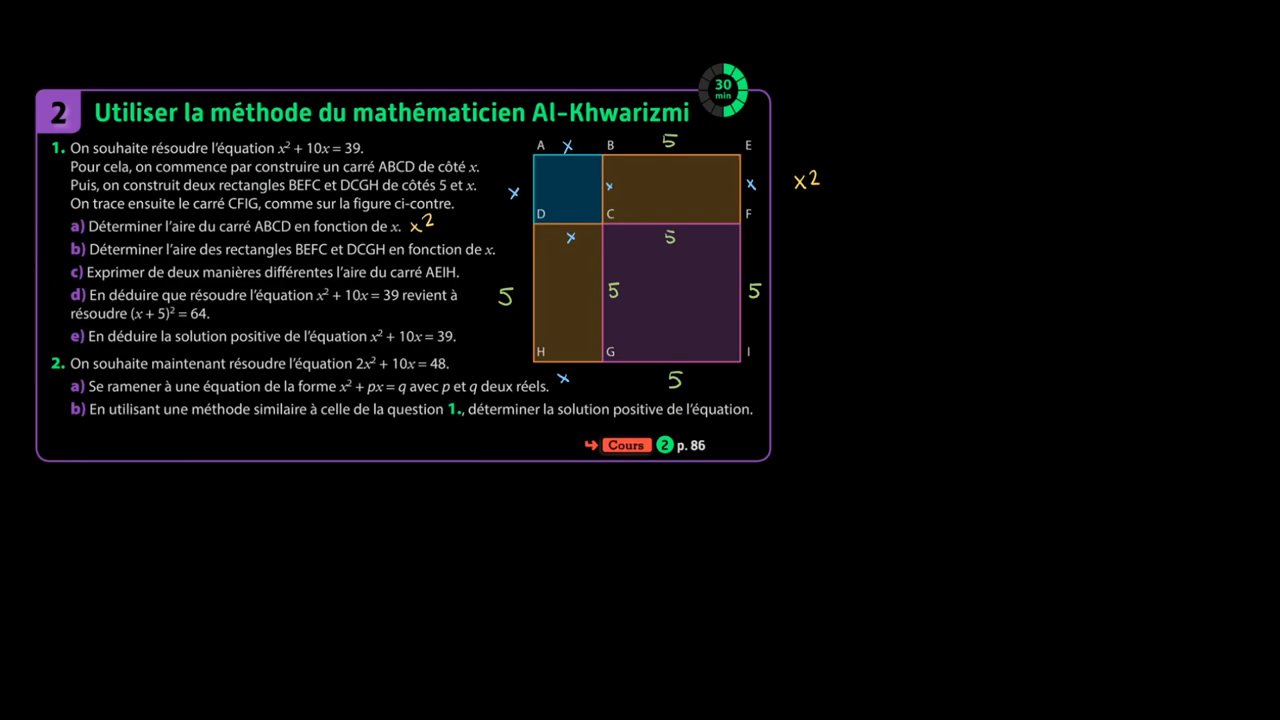 30
min
2 Utiliser la méthode du mathématicien Al-Khwarizmi
1. On souhaite résoudre l'équation x² + 10x = 39.
Pour cela, on commence par construire un carré ABCD de côté x.
Puis, on construit deux rectangles BEFC et DCGH de côtés 5 et x.
On trace ensuite le carré CFIG, comme sur la figure ci-contre.
a) Déterminer l'aire du carré ABCD en fonction de x. x2
b) Déterminer l'aire des rectangles BEFC et DCGH en fonction de x.
c) Exprimer de deux manières différentes l'aire du carré AEIH.
d) En déduire que résoudre l'équation x² + 10x = 39 revient à
résoudre (x + 5)² = 64.
e) En déduire la solution positive de l'équation x² + 10x = 39.
2. On souhaite maintenant résoudre l'équation 2x² + 10x = 48.
a) Se ramener à une équation de la forme x² + px = q avec p et q deux réels.
b) En utilisant une méthode similaire à celle de la question 1., déterminer la solution positive de l'équation.
A x B 5 E
x x x x2
D C F
x 5
5 5 5
H G I
x 5
Cours 2 p. 86